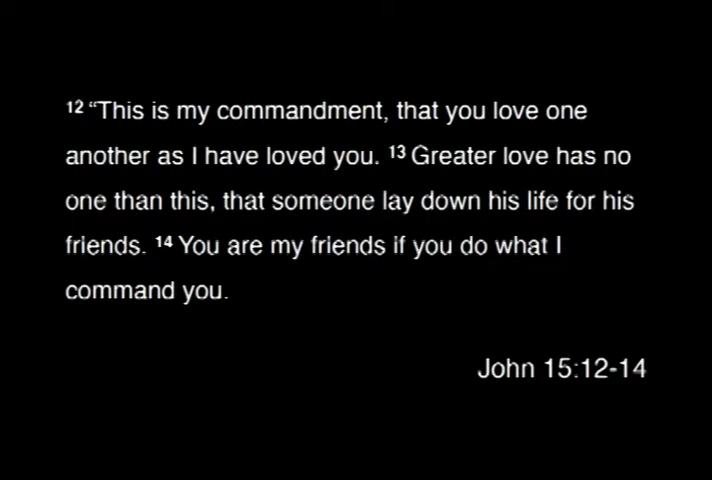 12 “This is my commandment, that you love one
another as I have loved you. 13 Greater love has no
one than this, that someone lay down his life for his
friends. 14 You are my friends if you do what I
command you.
John 15:12-14